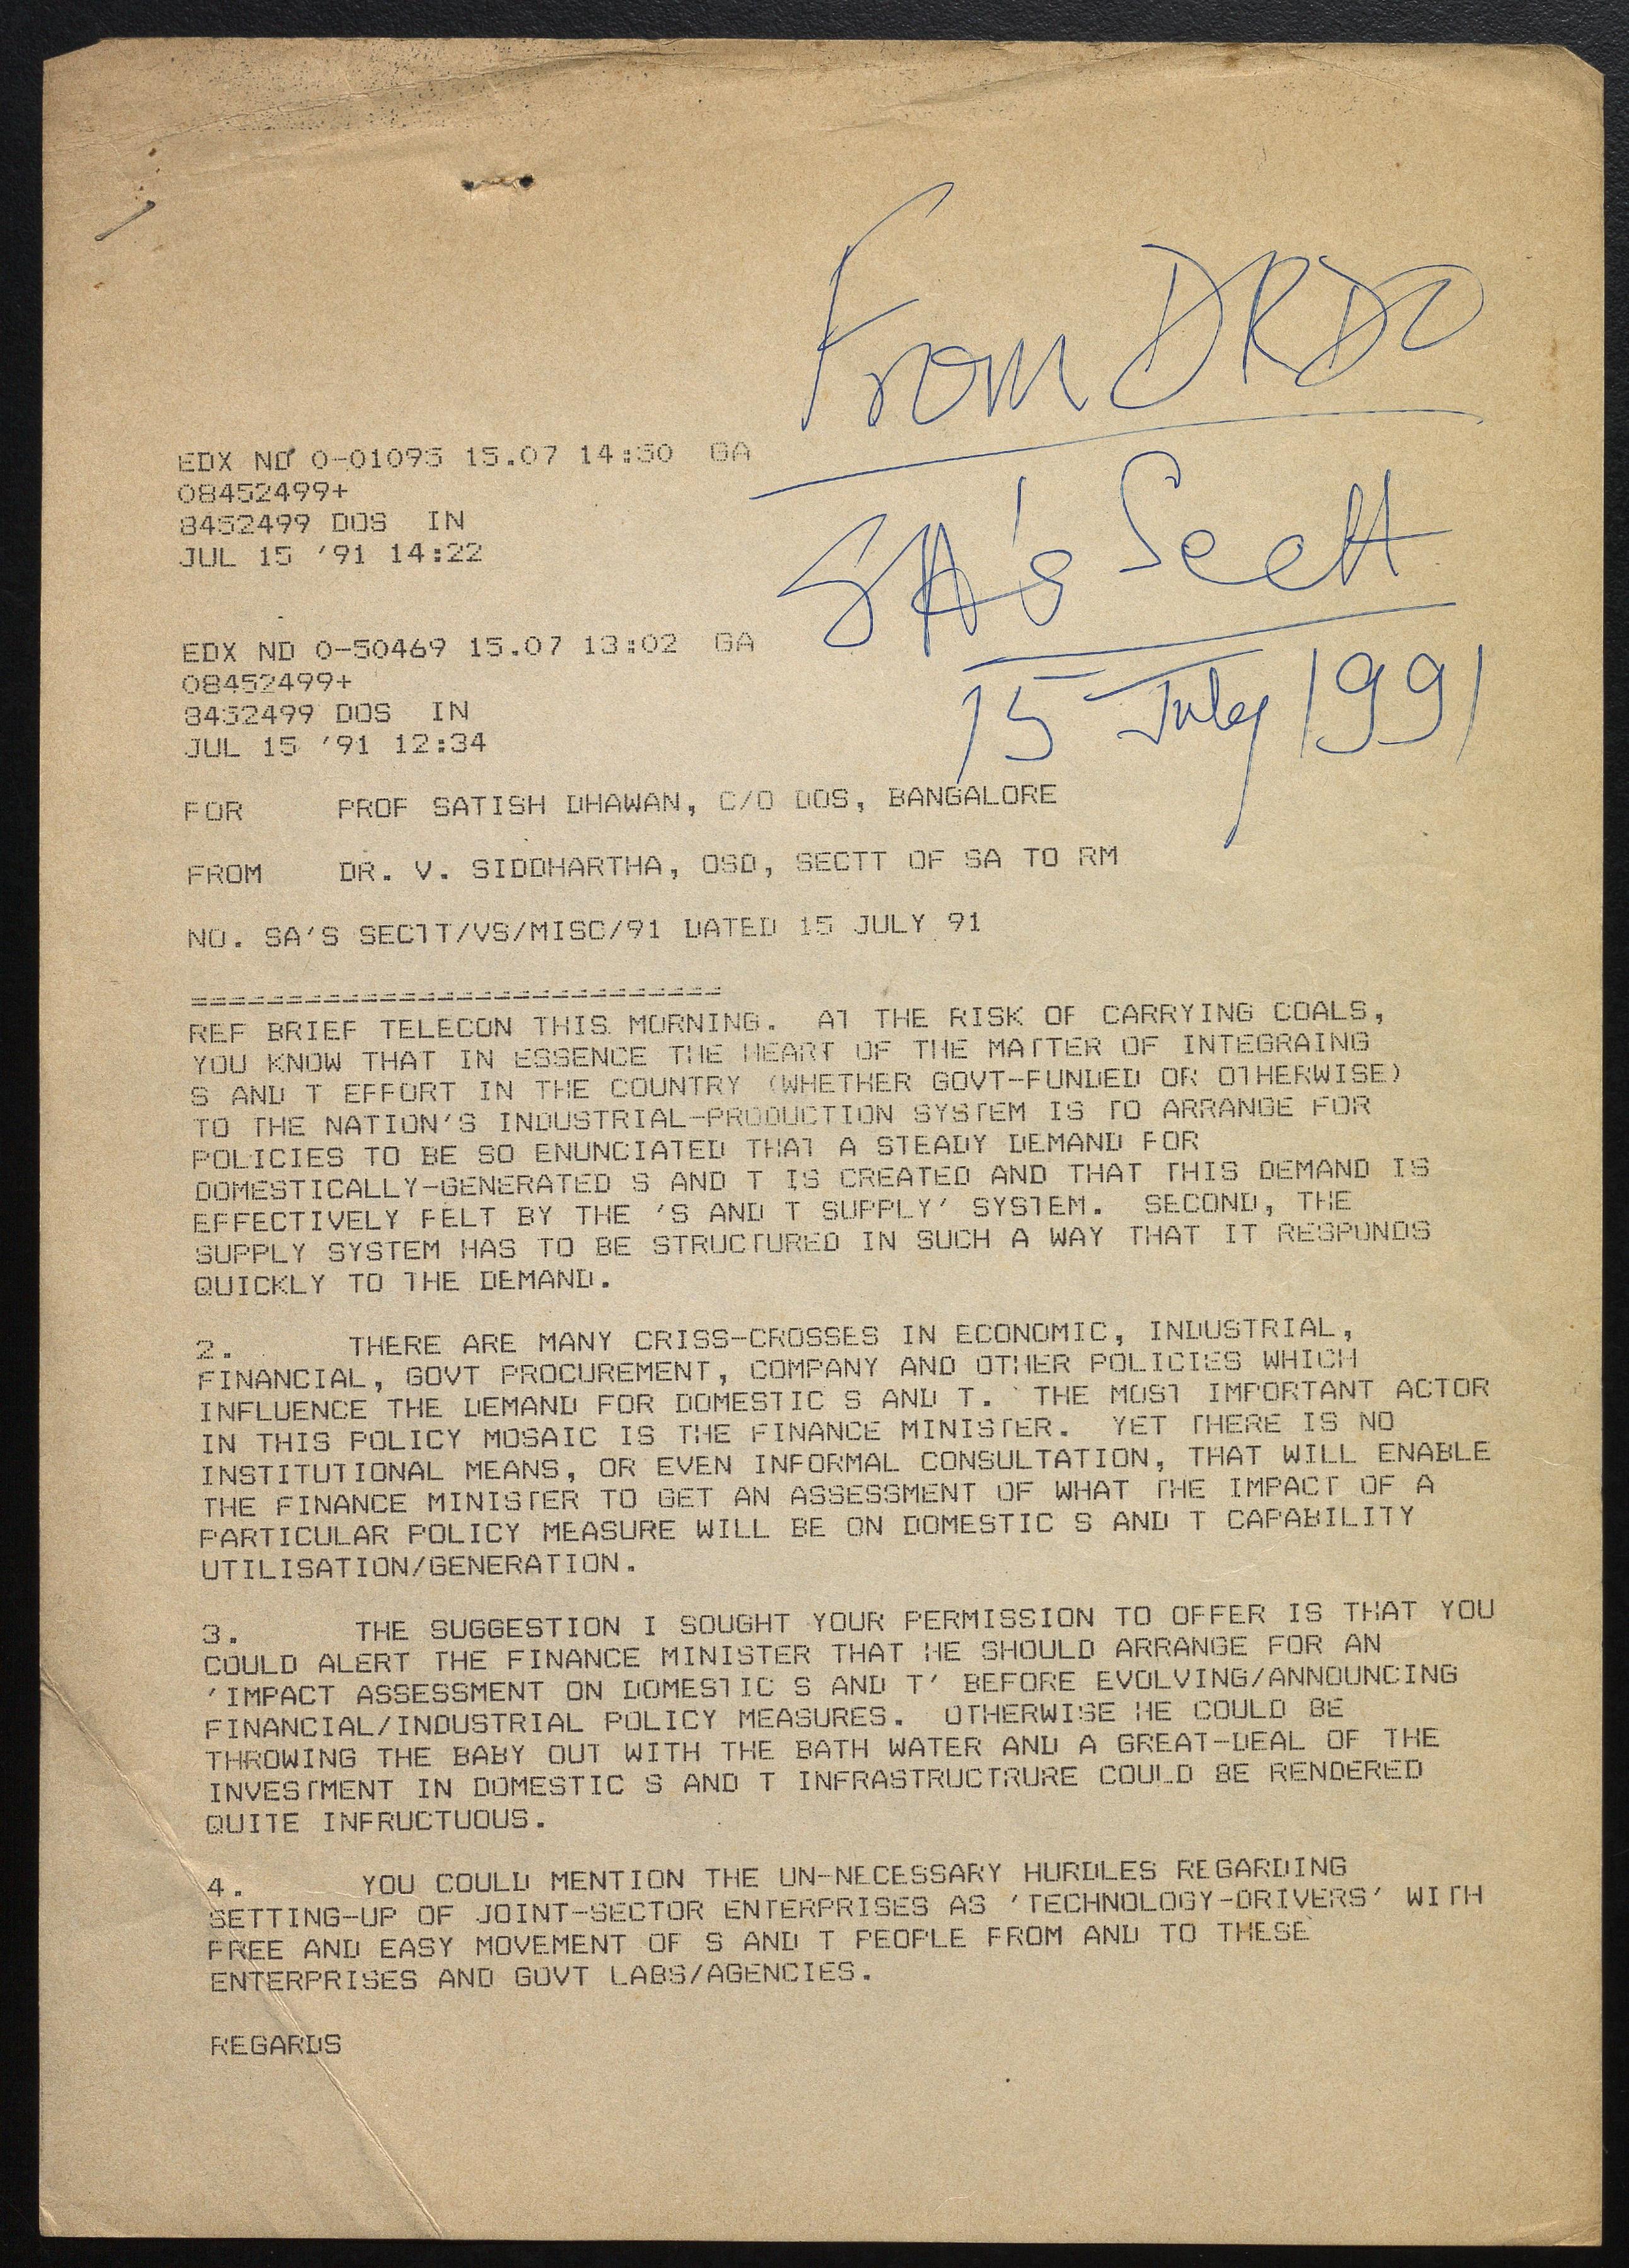 From DRDO
SA's Sectt
15 July 1991
EDX NO 0-01093 15.07 14:50 GA
08452499+
8452499 DOS IN
JUL 15 '91 14:22
EDX NO 0-50469 15.07 13:02 GA
08452499+
8452499 DOS IN
JUL 15 '91 12:34
FOR PROF SATISH DHAWAN, C/O DOS, BANGALORE
FROM DR. V. SIDDHARTHA, OSD, SECTT OF SA TO RM
NO. SA'S SECTT/VS/MISC/91 DATED 15 JULY 91
==============================
REF BRIEF TELECON THIS MORNING. AT THE RISK OF CARRYING COALS,
YOU KNOW THAT IN ESSENCE THE HEART OF THE MATTER OF INTEGRAING
S AND T EFFORT IN THE COUNTRY (WHETHER GOVT-FUNDED OR OTHERWISE)
TO THE NATION'S INDUSTRIAL-PRODUCTION SYSTEM IS TO ARRANGE FOR
POLICIES TO BE SO ENUNCIATED THAT A STEADY DEMAND FOR
DOMESTICALLY-GENERATED S AND T IS CREATED AND THAT THIS DEMAND IS
EFFECTIVELY FELT BY THE 'S AND T SUPPLY' SYSTEM. SECOND, THE
SUPPLY SYSTEM HAS TO BE STRUCTURED IN SUCH A WAY THAT IT RESPONDS
QUICKLY TO THE DEMAND.
2. THERE ARE MANY CRISS-CROSSES IN ECONOMIC, INDUSTRIAL,
FINANCIAL, GOVT PROCUREMENT, COMPANY AND OTHER POLICIES WHICH
INFLUENCE THE DEMAND FOR DOMESTIC S AND T. THE MOST IMPORTANT ACTOR
IN THIS POLICY MOSAIC IS THE FINANCE MINISTER. YET THERE IS NO
INSTITUTIONAL MEANS, OR EVEN INFORMAL CONSULTATION, THAT WILL ENABLE
THE FINANCE MINISTER TO GET AN ASSESSMENT OF WHAT THE IMPACT OF A
PARTICULAR POLICY MEASURE WILL BE ON DOMESTIC S AND T CAPABILITY
UTILISATION/GENERATION.
3. THE SUGGESTION I SOUGHT YOUR PERMISSION TO OFFER IS THAT YOU
COULD ALERT THE FINANCE MINISTER THAT HE SHOULD ARRANGE FOR AN
'IMPACT ASSESSMENT ON DOMESTIC S AND T' BEFORE EVOLVING/ANNOUNCING
FINANCIAL/INDUSTRIAL POLICY MEASURES. OTHERWISE HE COULD BE
THROWING THE BABY OUT WITH THE BATH WATER AND A GREAT-DEAL OF THE
INVESTMENT IN DOMESTIC S AND T INFRASTRUCTRURE COULD BE RENDERED
QUITE INFRUCTUOUS.
4. YOU COULD MENTION THE UN-NECESSARY HURDLES REGARDING
SETTING-UP OF JOINT-SECTOR ENTERPRISES AS 'TECHNOLOGY-DRIVERS' WITH
FREE AND EASY MOVEMENT OF S AND T PEOPLE FROM AND TO THESE
ENTERPRISES AND GOVT LABS/AGENCIES.
REGARDS